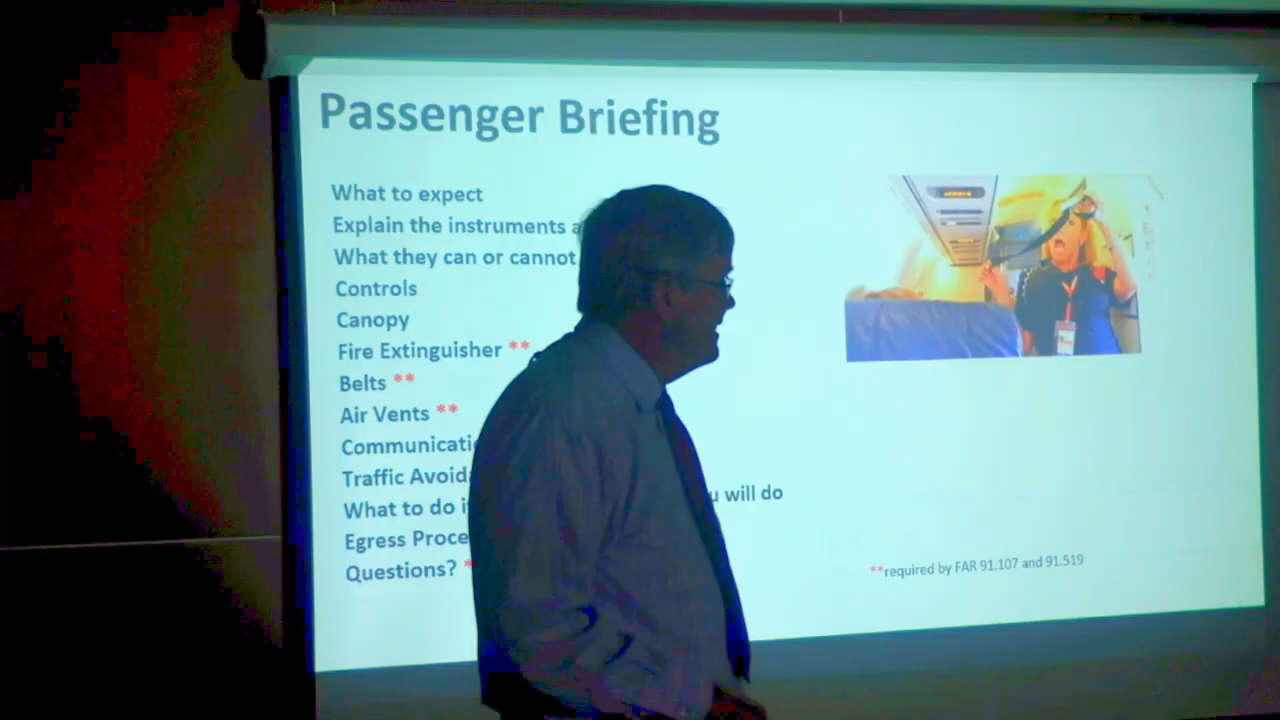 Passenger Briefing
What to expect
Explain the instruments
What they can or cannot
Controls
Canopy
Fire Extinguisher **
Belts **
Air Vents **
Communicati
Traffic Avoid
What to do i
will do
Egress Proce
Questions? *
**required by FAR 91.107 and 91.519